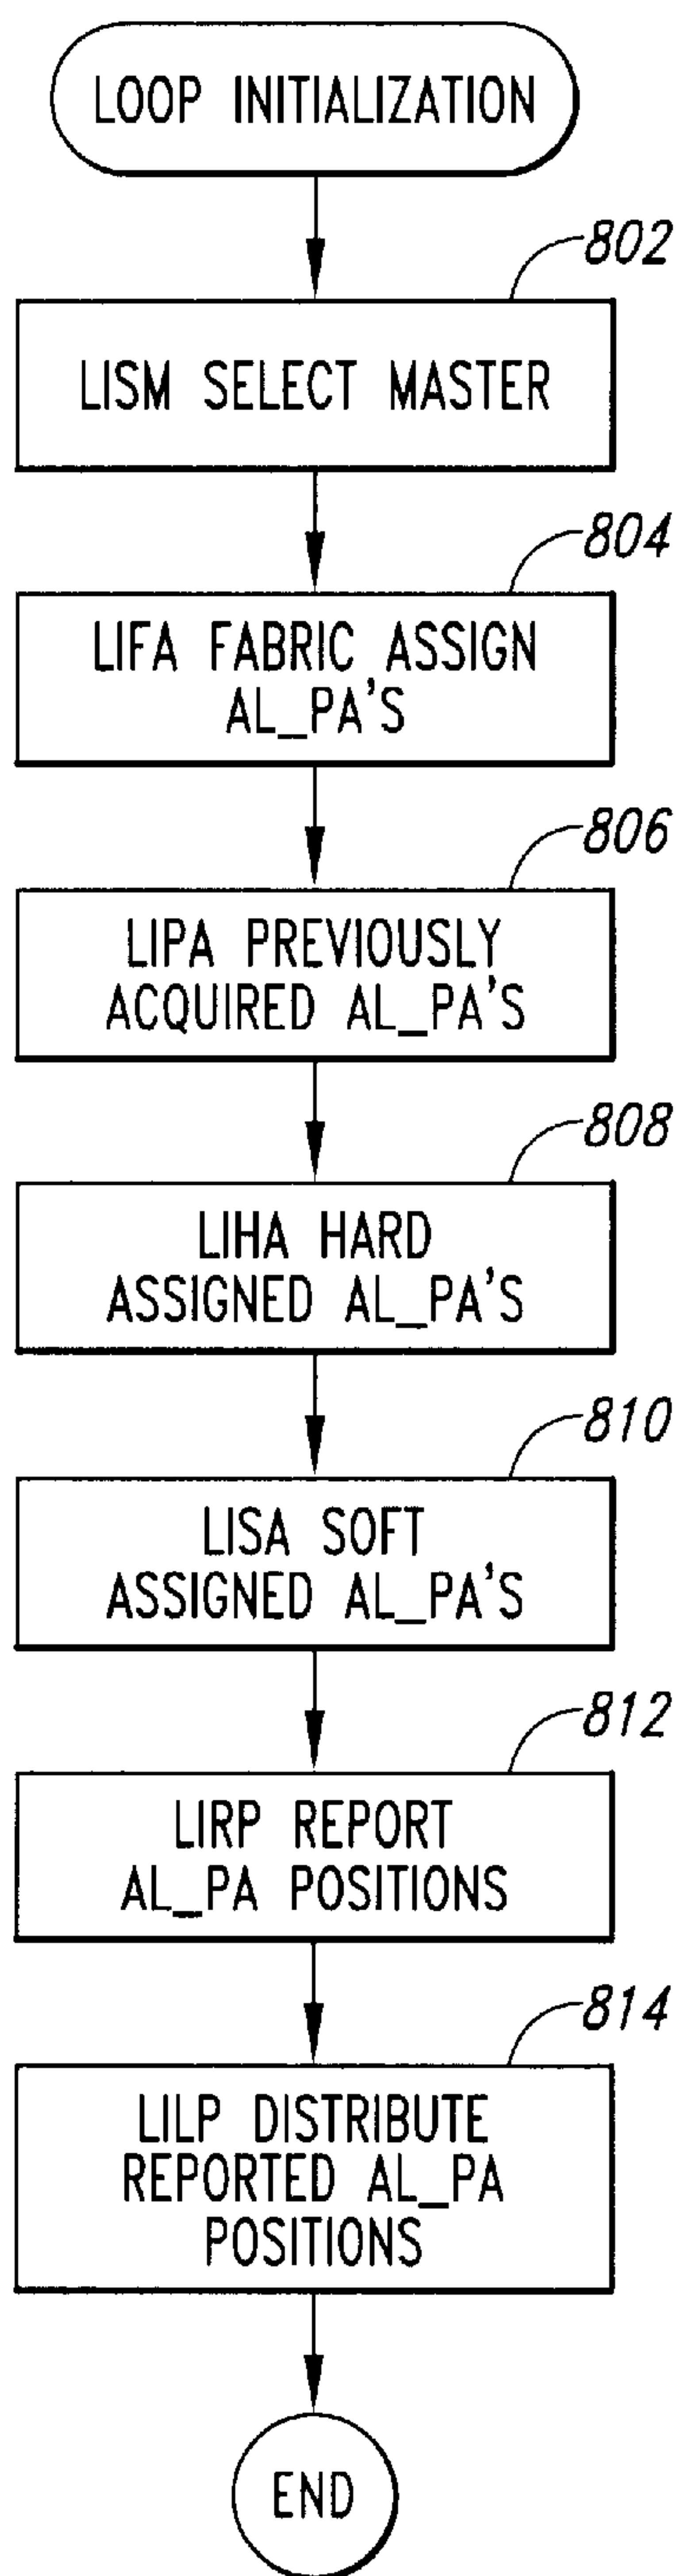 LOOP INITIALIZATION
802
LISM SELECT MASTER
804
LIFA FABRIC ASSIGN
AL_PA'S
806
LIPA PREVIOUSLY
ACQUIRED AL_PA'S
808
LIHA HARD
ASSIGNED AL_PA'S
810
LISA SOFT
ASSIGNED AL_PA'S
812
LIRP REPORT
AL_PA POSITIONS
814
LILP DISTRIBUTE
REPORTED AL_PA
POSITIONS
END